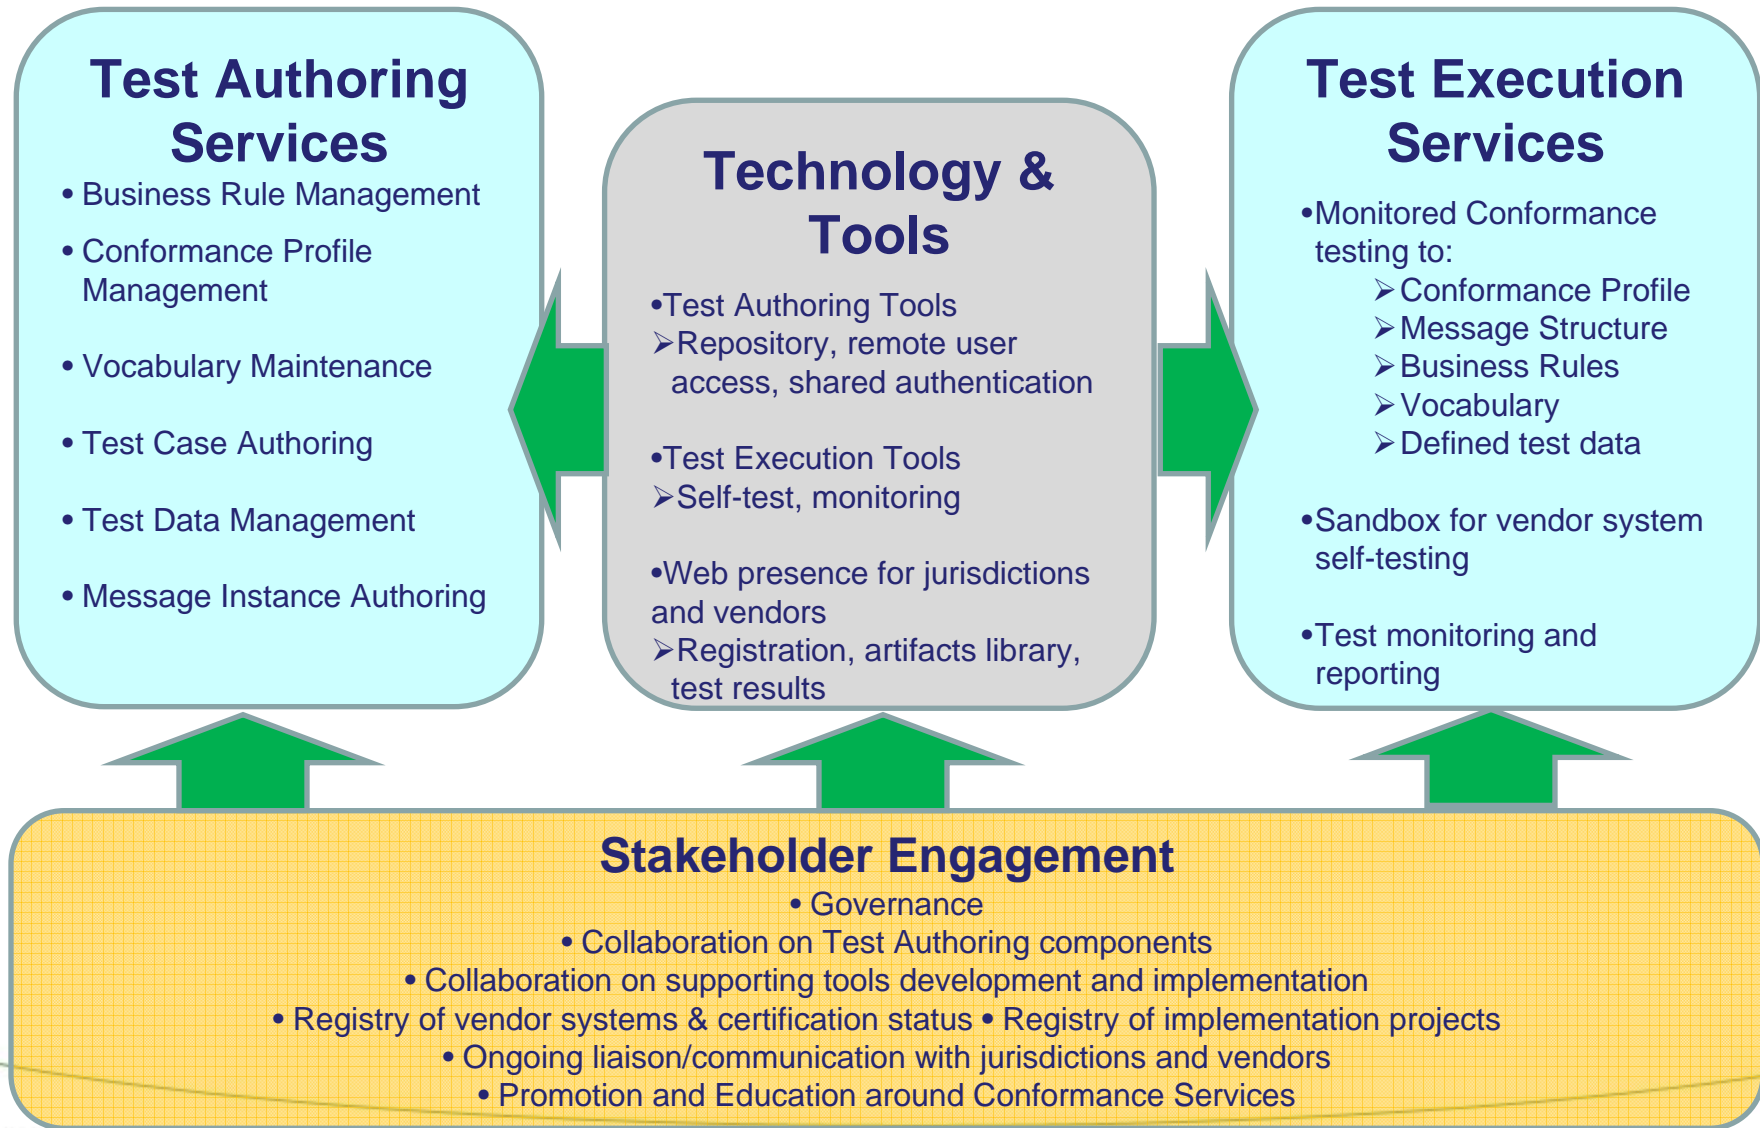 Test Authoring
Services
• Business Rule Management
• Conformance Profile
Management
• Vocabulary Maintenance
• Test Case Authoring
• Test Data Management
• Message Instance Authoring
Technology &
Tools
•Test Authoring Tools
➢Repository, remote user
access, shared authentication
•Test Execution Tools
➢Self-test, monitoring
•Web presence for jurisdictions
and vendors
➢Registration, artifacts library,
test results
Test Execution
Services
•Monitored Conformance
testing to:
➢Conformance Profile
➢Message Structure
➢Business Rules
➢Vocabulary
➢Defined test data
•Sandbox for vendor system
self-testing
•Test monitoring and
reporting
Stakeholder Engagement
• Governance
• Collaboration on Test Authoring components
• Collaboration on supporting tools development and implementation
• Registry of vendor systems & certification status • Registry of implementation projects
• Ongoing liaison/communication with jurisdictions and vendors
• Promotion and Education around Conformance Services